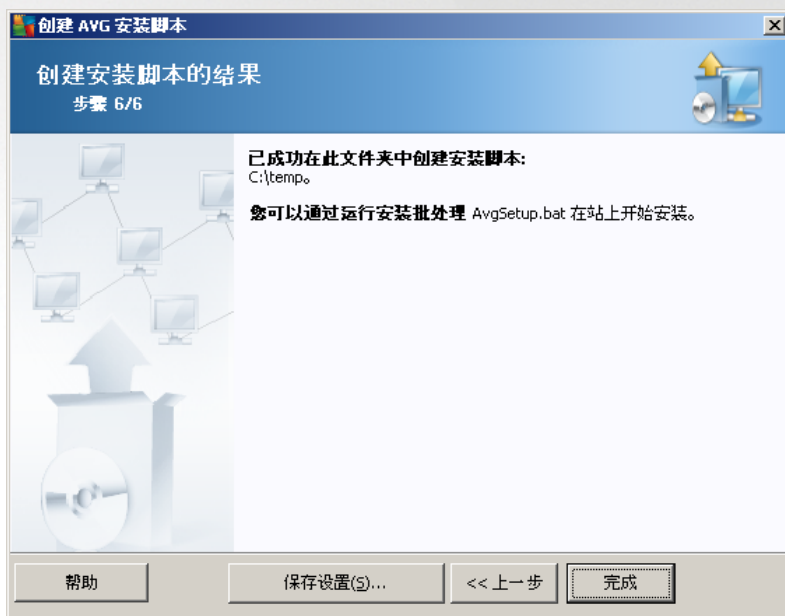 创建 AVG 安装脚本
创建安装脚本的结果
步骤 6/6
已成功在此文件夹中创建安装脚本:
C:\temp。
您可以通过运行安装批处理 AvgSetup.bat 在站上开始安装。
帮助
保存设置(S)...
<< 上一步
完成